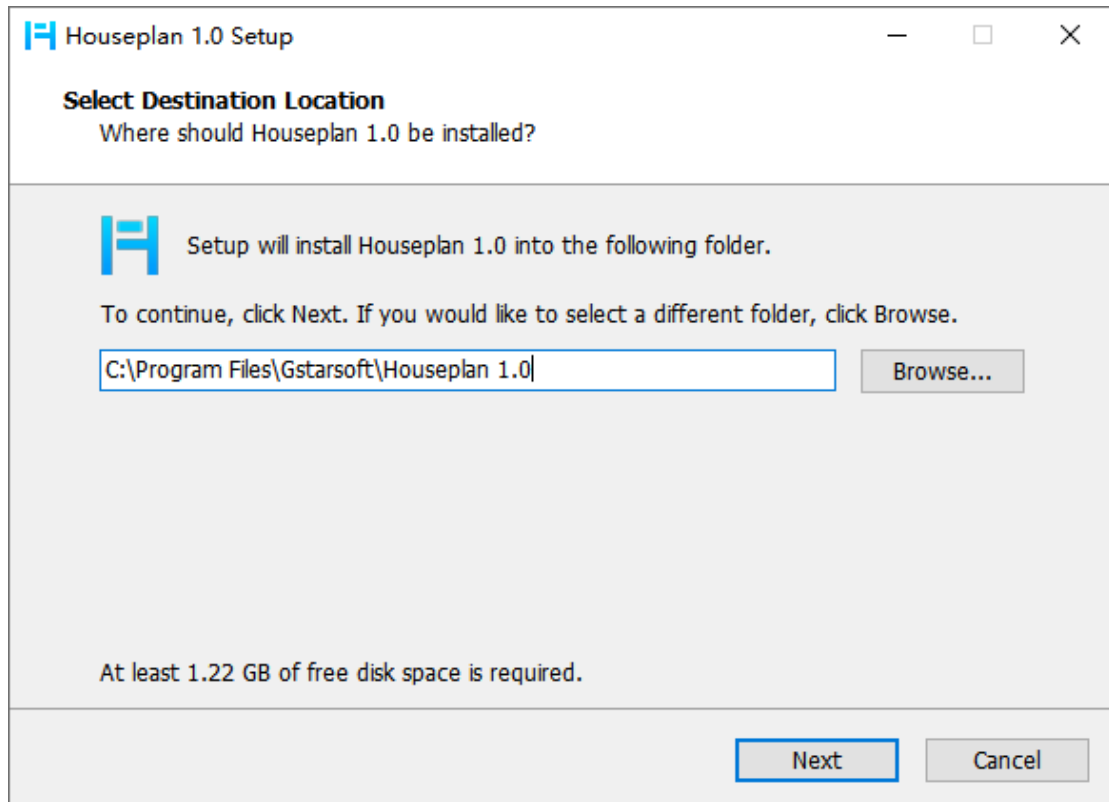 Houseplan 1.0 Setup
Select Destination Location
Where should Houseplan 1.0 be installed?
Setup will install Houseplan 1.0 into the following folder.
To continue, click Next. If you would like to select a different folder, click Browse.
C:\Program Files\Gstarsoft\Houseplan 1.0
Browse...
At least 1.22 GB of free disk space is required.
Next
Cancel